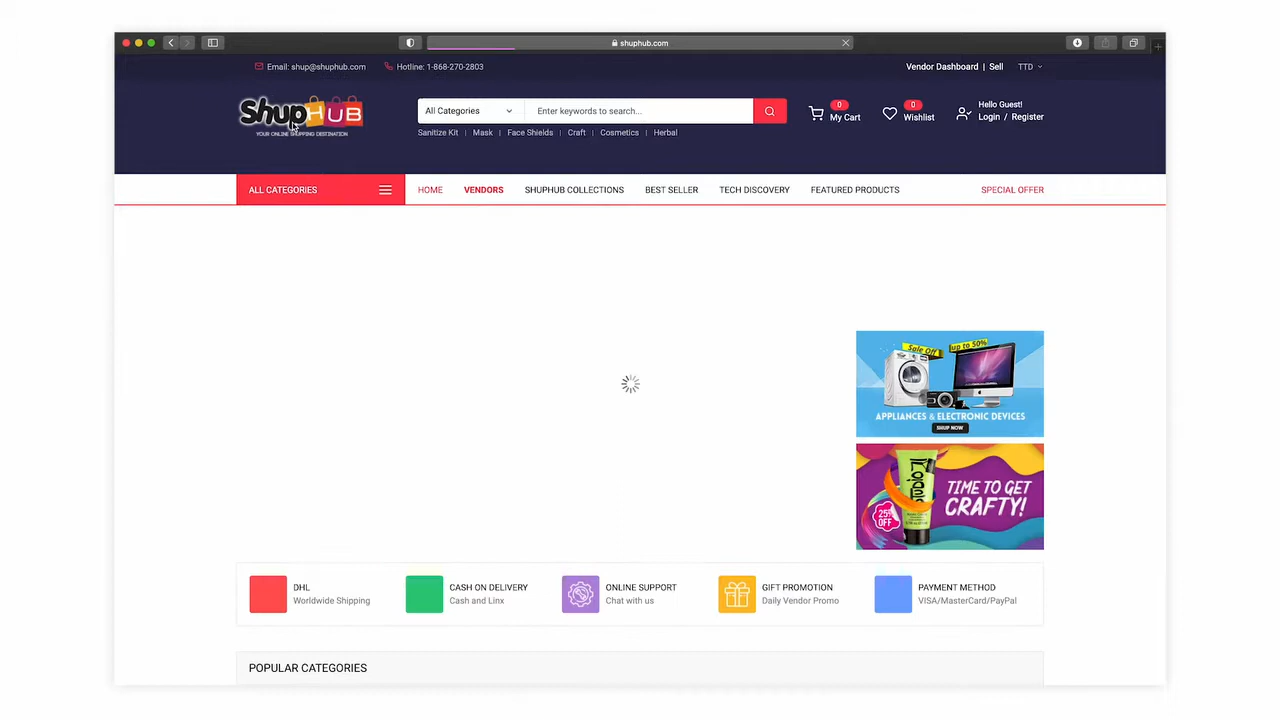 shuphub.com
Email: shup@shuphub.com
Hotline: 1-868-270-2803
Vendor Dashboard | Sell
TTD
ShupHUB
YOUR ONLINE SHUPPING DESTINATION
All Categories
Enter keywords to search...
0
My Cart
0
Wishlist
Hello Guest!
Login / Register
Sanitize Kit | Mask | Face Shields | Craft | Cosmetics | Herbal
ALL CATEGORIES
HOME
VENDORS
SHUPHUB COLLECTIONS
BEST SELLER
TECH DISCOVERY
FEATURED PRODUCTS
SPECIAL OFFER
Sale Off
up to 50%
APPLIANCES & ELECTRONIC DEVICES
SHUP NOW
STUDIO71
TIME TO GET
CRAFTY!
25%
OFF
DHL
Worldwide Shipping
CASH ON DELIVERY
Cash and Linx
ONLINE SUPPORT
Chat with us
GIFT PROMOTION
Daily Vendor Promo
PAYMENT METHOD
VISA/MasterCard/PayPal
POPULAR CATEGORIES